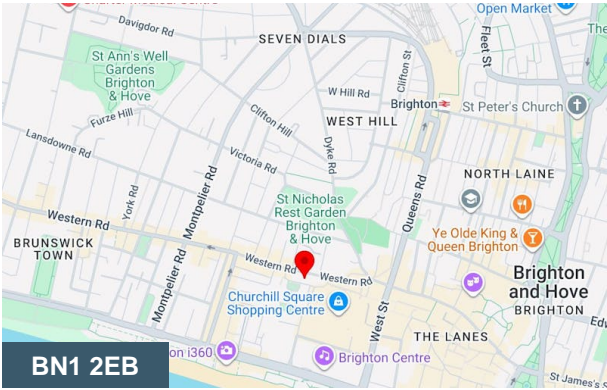 Davigdor Rd
SEVEN DIALS
Open Market
St Ann's Well
Gardens
Brighton
& Hove
Fleet St
Clifton St
W Hill Rd
Brighton
St Peter's Church
Furze Hill
Clifton Hill
WEST HILL
Lansdowne Rd
Victoria Rd
Dyke Rd
NORTH LAINE
York Rd
Montpelier Rd
St Nicholas
Rest Garden
Brighton
& Hove
Queens Rd
Western Rd
Ye Olde King &
Queen Brighton
BRUNSWICK
TOWN
Montpelier Rd
Western Rd
Western Rd
Brighton
and Hove
BRIGHTON
Churchill Square
Shopping Centre
West St
THE LANES
BN1 2EB
on i360
Brighton Centre
St James's S